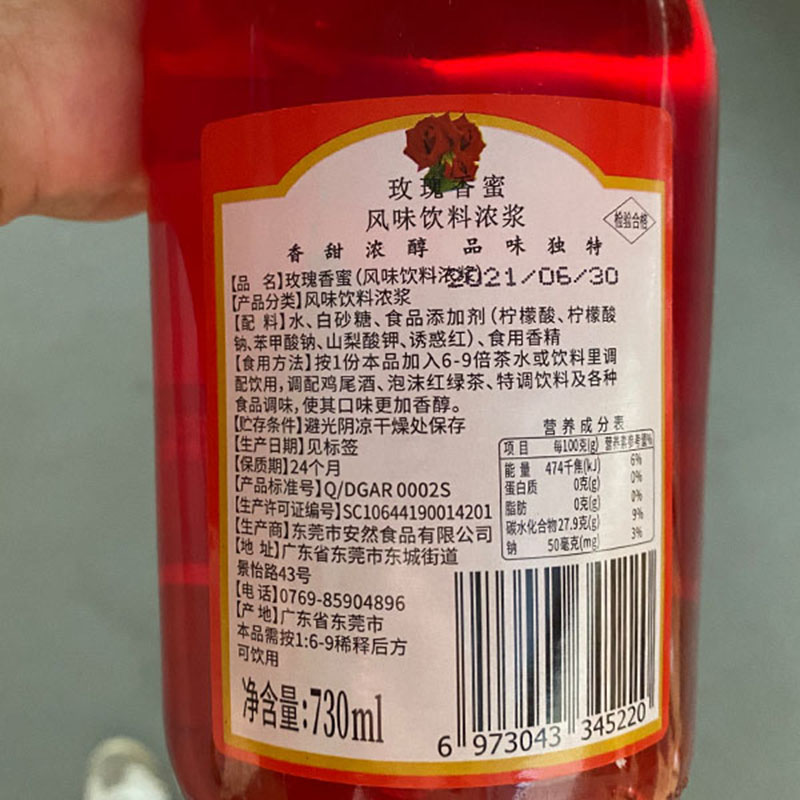 玫瑰香蜜
风味饮料浓浆
检验合格
香甜浓醇 品味独特
【品 名】玫瑰香蜜(风味饮料浓浆)
2021/06/30
【产品分类】风味饮料浓浆
【配 料】水、白砂糖、食品添加剂(柠檬酸、柠檬酸
钠、苯甲酸钠、山梨酸钾、诱惑红)、食用香精
【食用方法】按1份本品加入6-9倍茶水或饮料里调
配饮用,调配鸡尾酒、泡沫红绿茶、特调饮料及各种
食品调味,使其口味更加香醇。
【贮存条件】避光阴凉干燥处保存
【生产日期】见标签
【保质期】24个月
【产品标准号】Q/DGAR 0002S
【生产许可证编号】SC10644190014201
【生产商】东莞市安然食品有限公司
【地 址】广东省东莞市东城街道
景怡路43号
【电 话】0769-85904896
【产 地】广东省东莞市
本品需按1:6-9稀释后方
可饮用
净含量:730ml
营养成分表
项目 每100克(g) 营养素参考值%
能量 474千焦(kJ) 6%
蛋白质 0克(g) 0%
脂肪 0克(g) 0%
碳水化合物 27.9克(g) 9%
钠 50毫克(mg) 3%
6 973043 345220